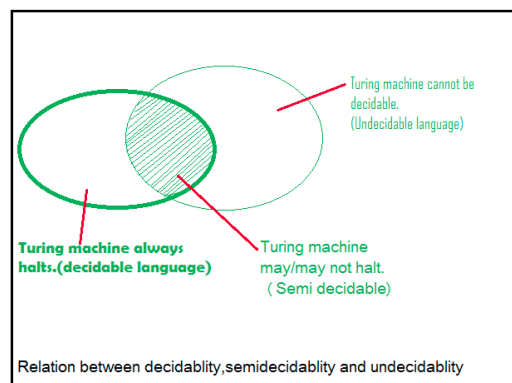 Turing machine cannot be
decidable.
(Undecidable language)
Turing machine always
halts.(decidable language)
Turing machine
may/may not halt.
( Semi decidable)
Relation between decidablity,semidecidablity and undecidablity